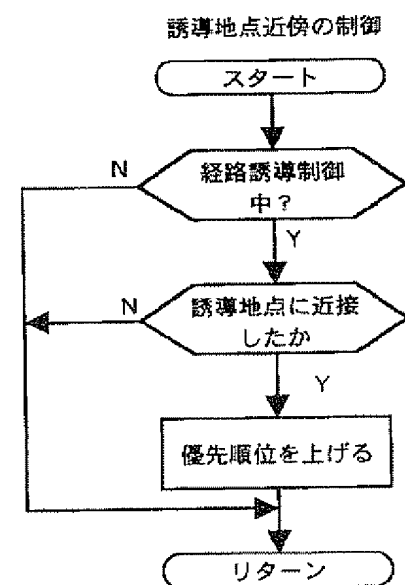 誘導地点近傍の制御
スタート
N
経路誘導制御
中？
Y
N
誘導地点に近接
したか
Y
優先順位を上げる
リターン